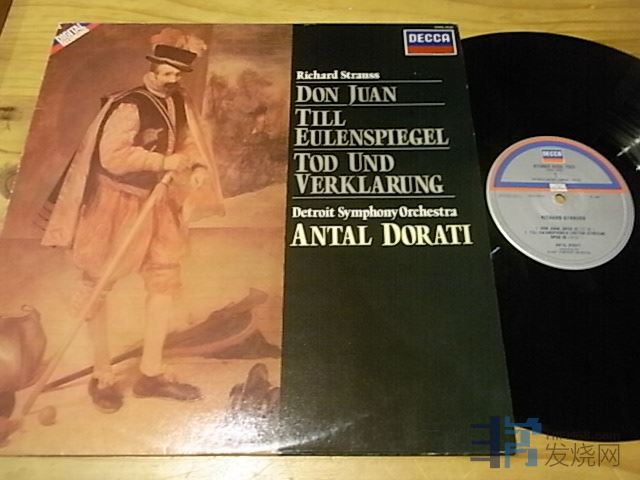 DIGITAL
DECCA
Richard Strauss
DON JUAN
TILL
EULENSPIEGEL
TOD UND
VERKLARUNG
Detroit Symphony Orchestra
ANTAL DORATI
DECCA
RICHARD STRAUSS
发烧网